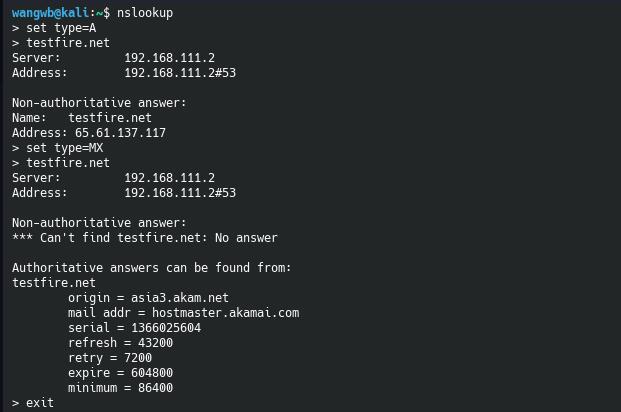 wangwb@kali:~$ nslookup
> set type=A
> testfire.net
Server:         192.168.111.2
Address:        192.168.111.2#53

Non-authoritative answer:
Name:   testfire.net
Address: 65.61.137.117
> set type=MX
> testfire.net
Server:         192.168.111.2
Address:        192.168.111.2#53

Non-authoritative answer:
*** Can't find testfire.net: No answer

Authoritative answers can be found from:
testfire.net
        origin = asia3.akam.net
        mail addr = hostmaster.akamai.com
        serial = 1366025604
        refresh = 43200
        retry = 7200
        expire = 604800
        minimum = 86400
> exit